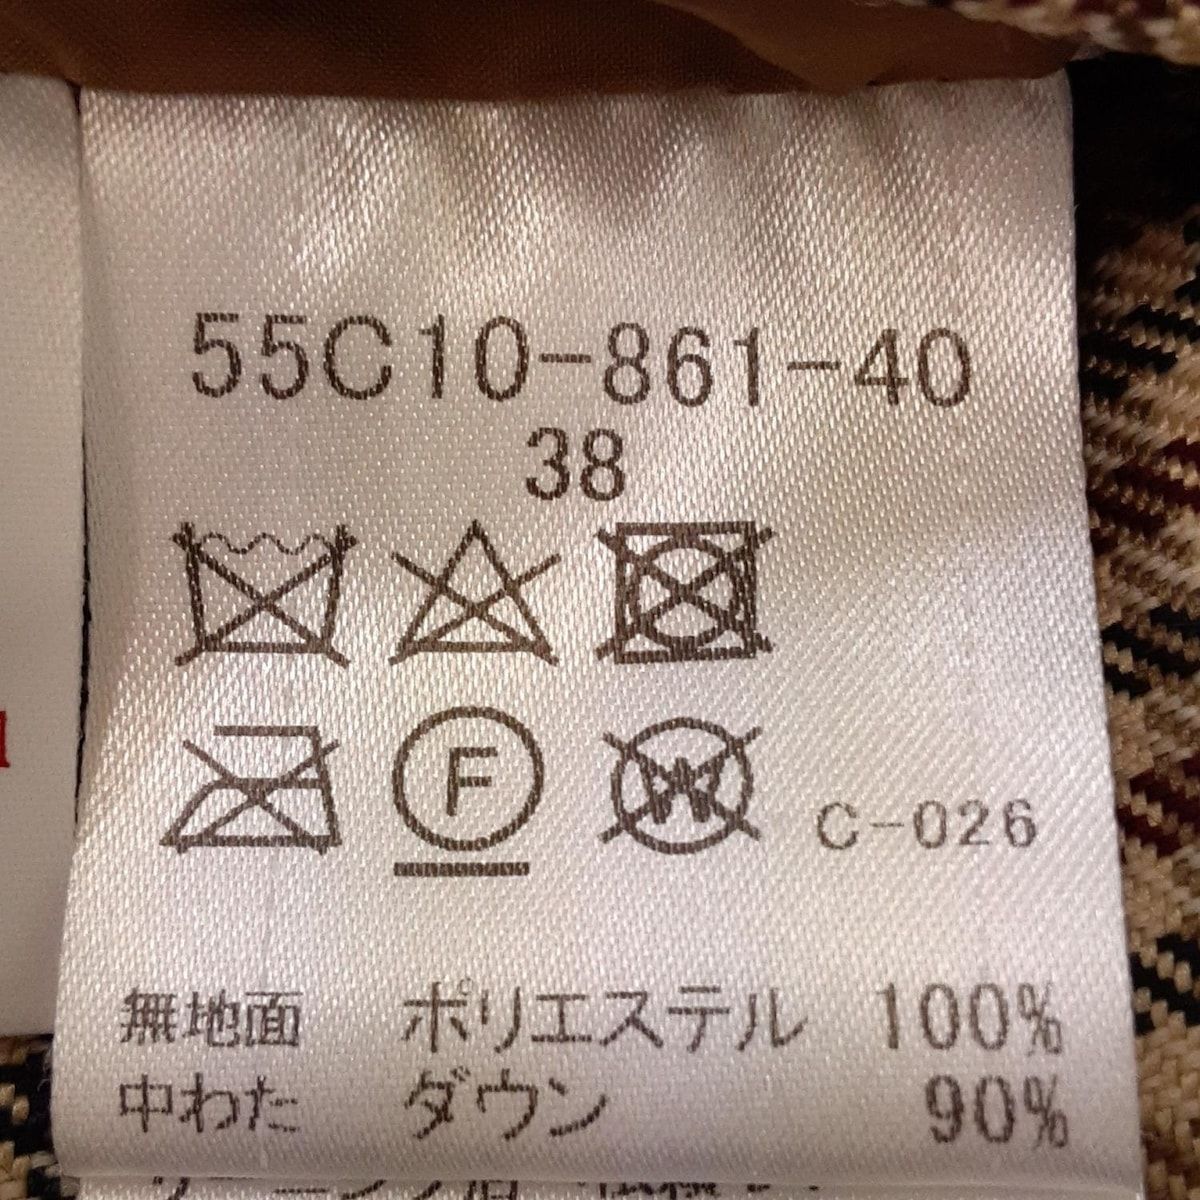 55C10-861-40
38
F
W
C-026
無地面 ポリエステル 100%
中わた ダウン 90%